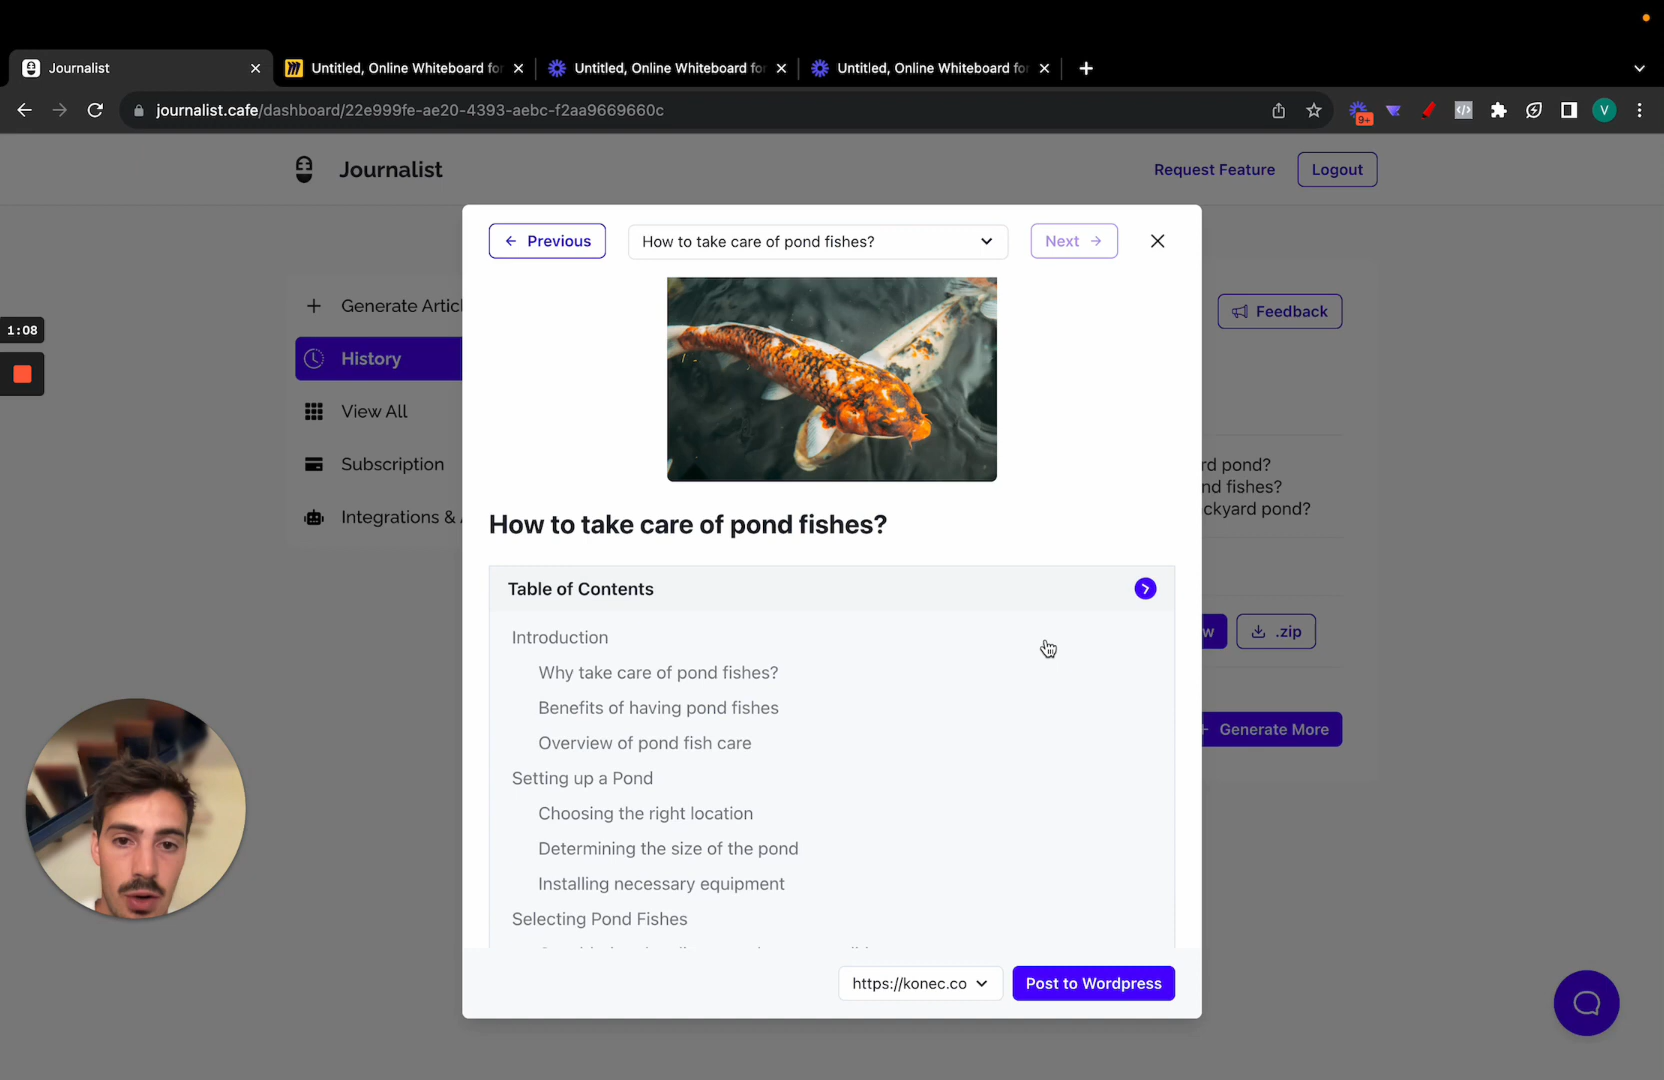 Journalist
Untitled, Online Whiteboard for
Untitled, Online Whiteboard for
Untitled, Online Whiteboard for
journalist.cafe/dashboard/22e999fe-ae20-4393-aebc-f2aa9669660c
9+
V
Journalist
Request Feature
Logout
← Previous
How to take care of pond fishes?
Next →
Generate Artic
Feedback
1:08
History
View All
rd pond?
Subscription
nd fishes?
ckyard pond?
Integrations &
How to take care of pond fishes?
Table of Contents
Introduction
w
.zip
Why take care of pond fishes?
Benefits of having pond fishes
+ Generate More
Overview of pond fish care
Setting up a Pond
Choosing the right location
Determining the size of the pond
Installing necessary equipment
Selecting Pond Fishes
https://konec.co
Post to Wordpress